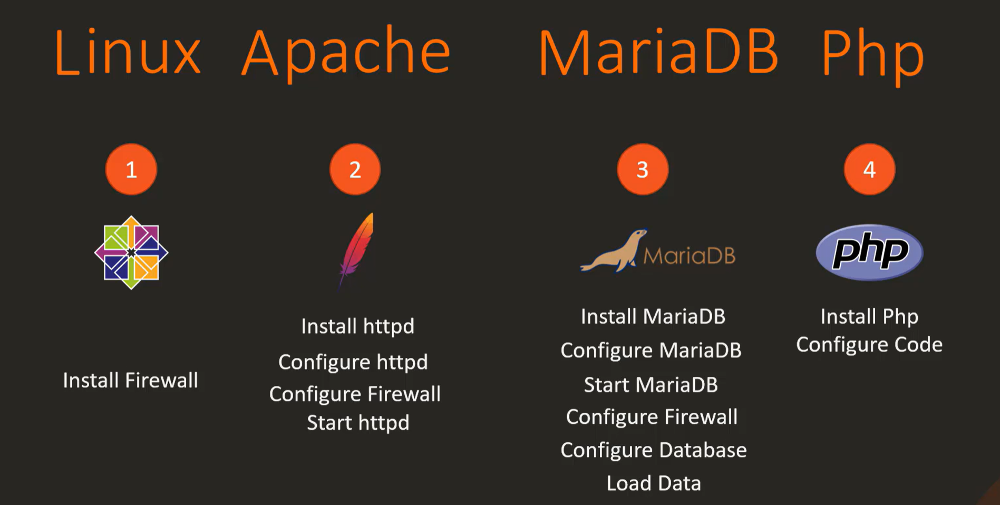 Linux Apache MariaDB Php
1 2 3 4
MariaDB php
Install Firewall
Install httpd
Configure httpd
Configure Firewall
Start httpd
Install MariaDB
Configure MariaDB
Start MariaDB
Configure Firewall
Configure Database
Load Data
Install Php
Configure Code